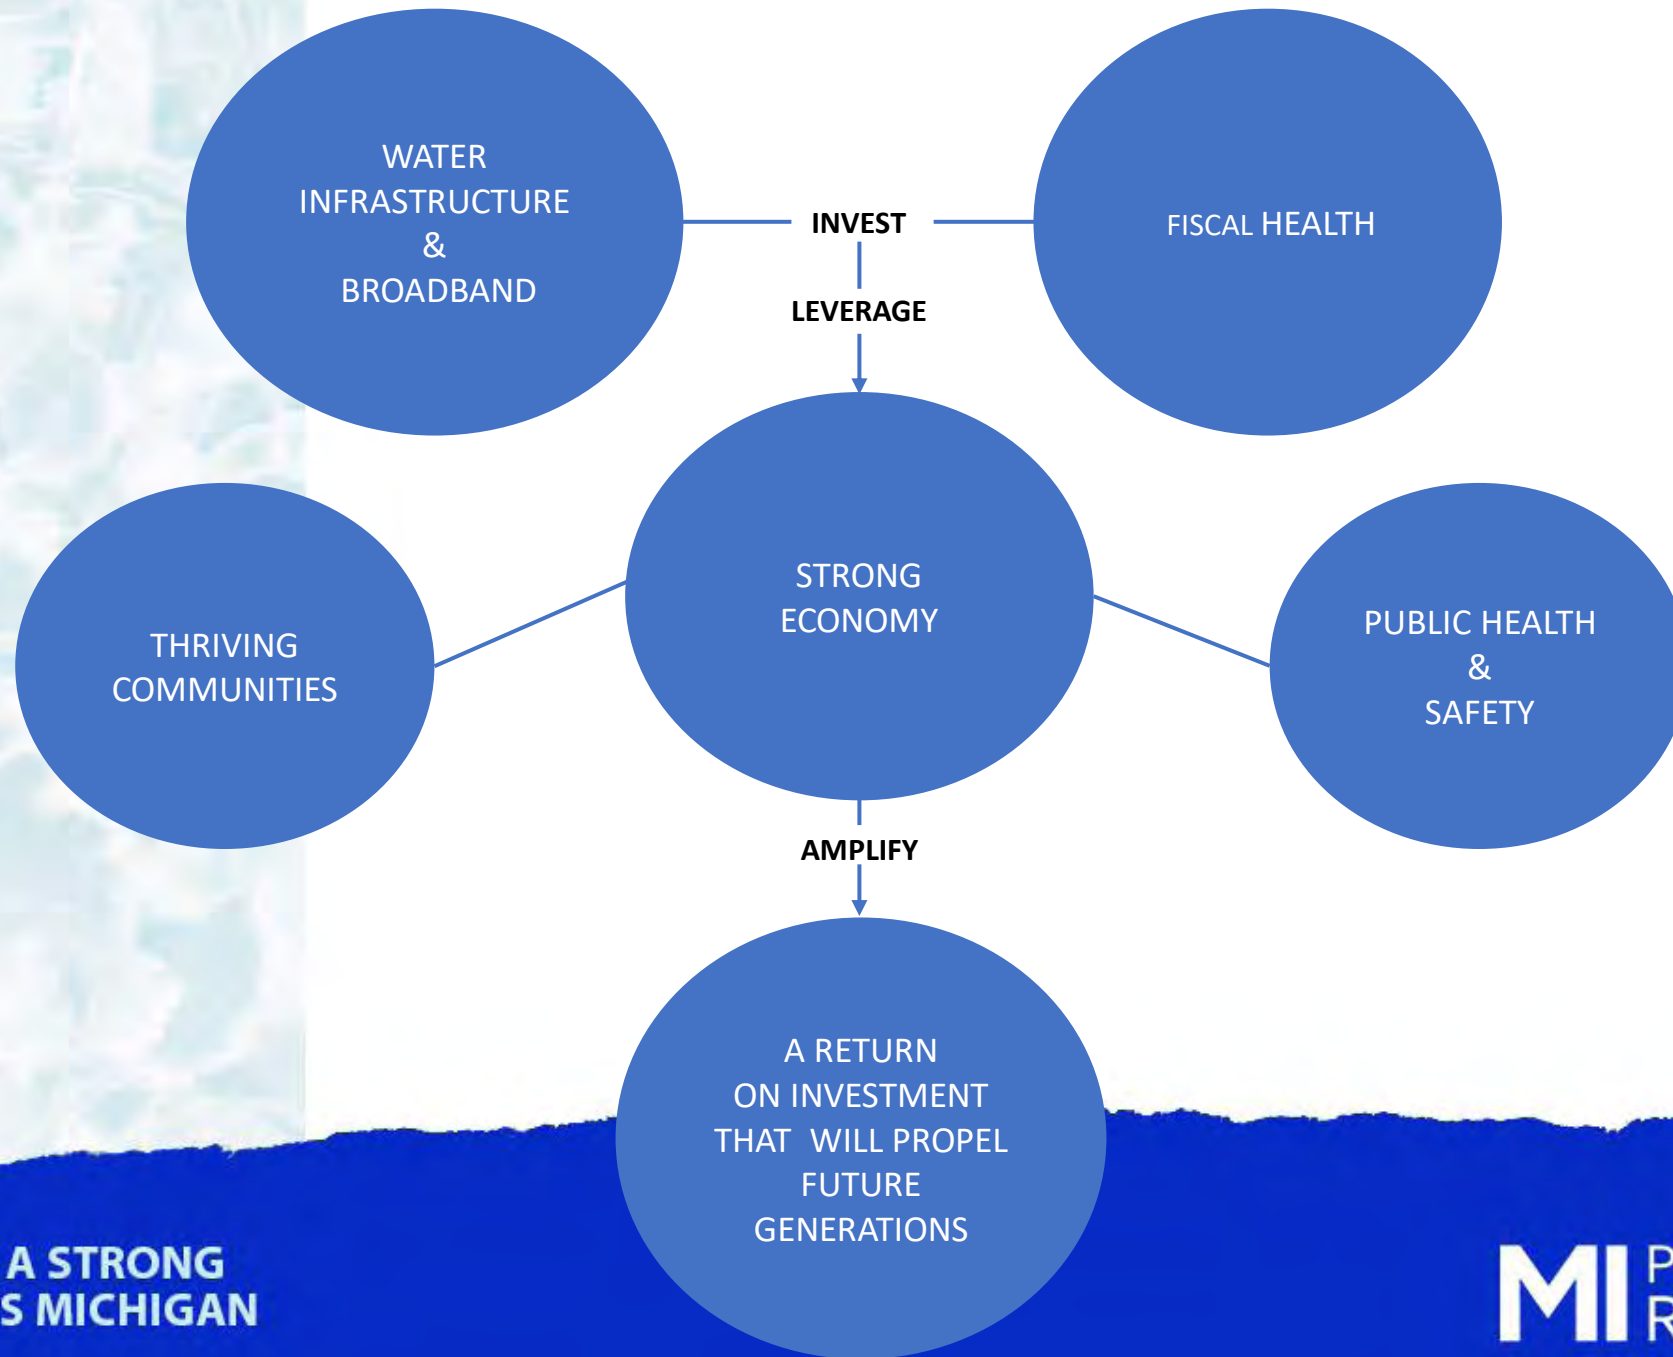 WATER
INFRASTRUCTURE
&
BROADBAND
INVEST
FISCAL HEALTH
LEVERAGE
STRONG
ECONOMY
THRIVING
COMMUNITIES
PUBLIC HEALTH
&
SAFETY
AMPLIFY
A RETURN
ON INVESTMENT
THAT WILL PROPEL
FUTURE
GENERATIONS
A STRONG
S MICHIGAN
MI
P
R